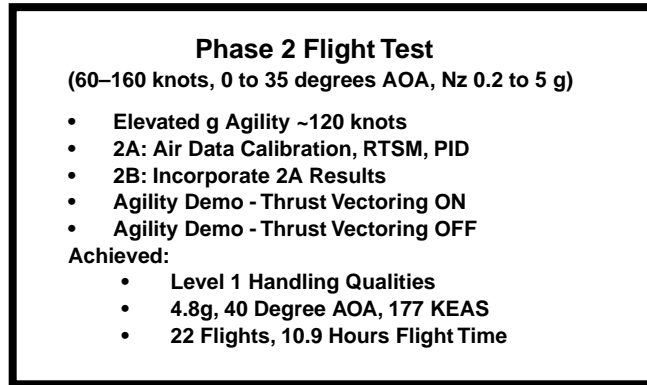 Phase 2 Flight Test
(60–160 knots, 0 to 35 degrees AOA, Nz 0.2 to 5 g)
• Elevated g Agility ~120 knots
• 2A: Air Data Calibration, RTSM, PID
• 2B: Incorporate 2A Results
• Agility Demo - Thrust Vectoring ON
• Agility Demo - Thrust Vectoring OFF
Achieved:
• Level 1 Handling Qualities
• 4.8g, 40 Degree AOA, 177 KEAS
• 22 Flights, 10.9 Hours Flight Time